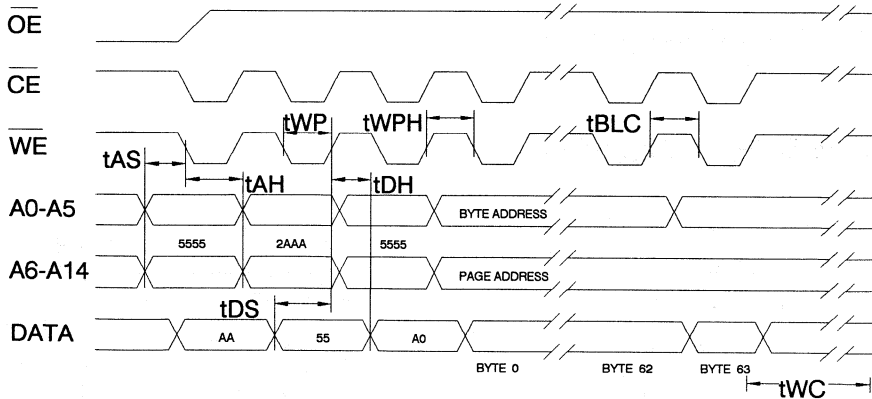 OE
CE
tWP tWPH tBLC
WE
tAS
tAH tDH
A0-A5 BYTE ADDRESS
5555 2AAA 5555
A6-A14 PAGE ADDRESS
tDS
DATA AA 55 A0
BYTE 0 BYTE 62 BYTE 63
tWC